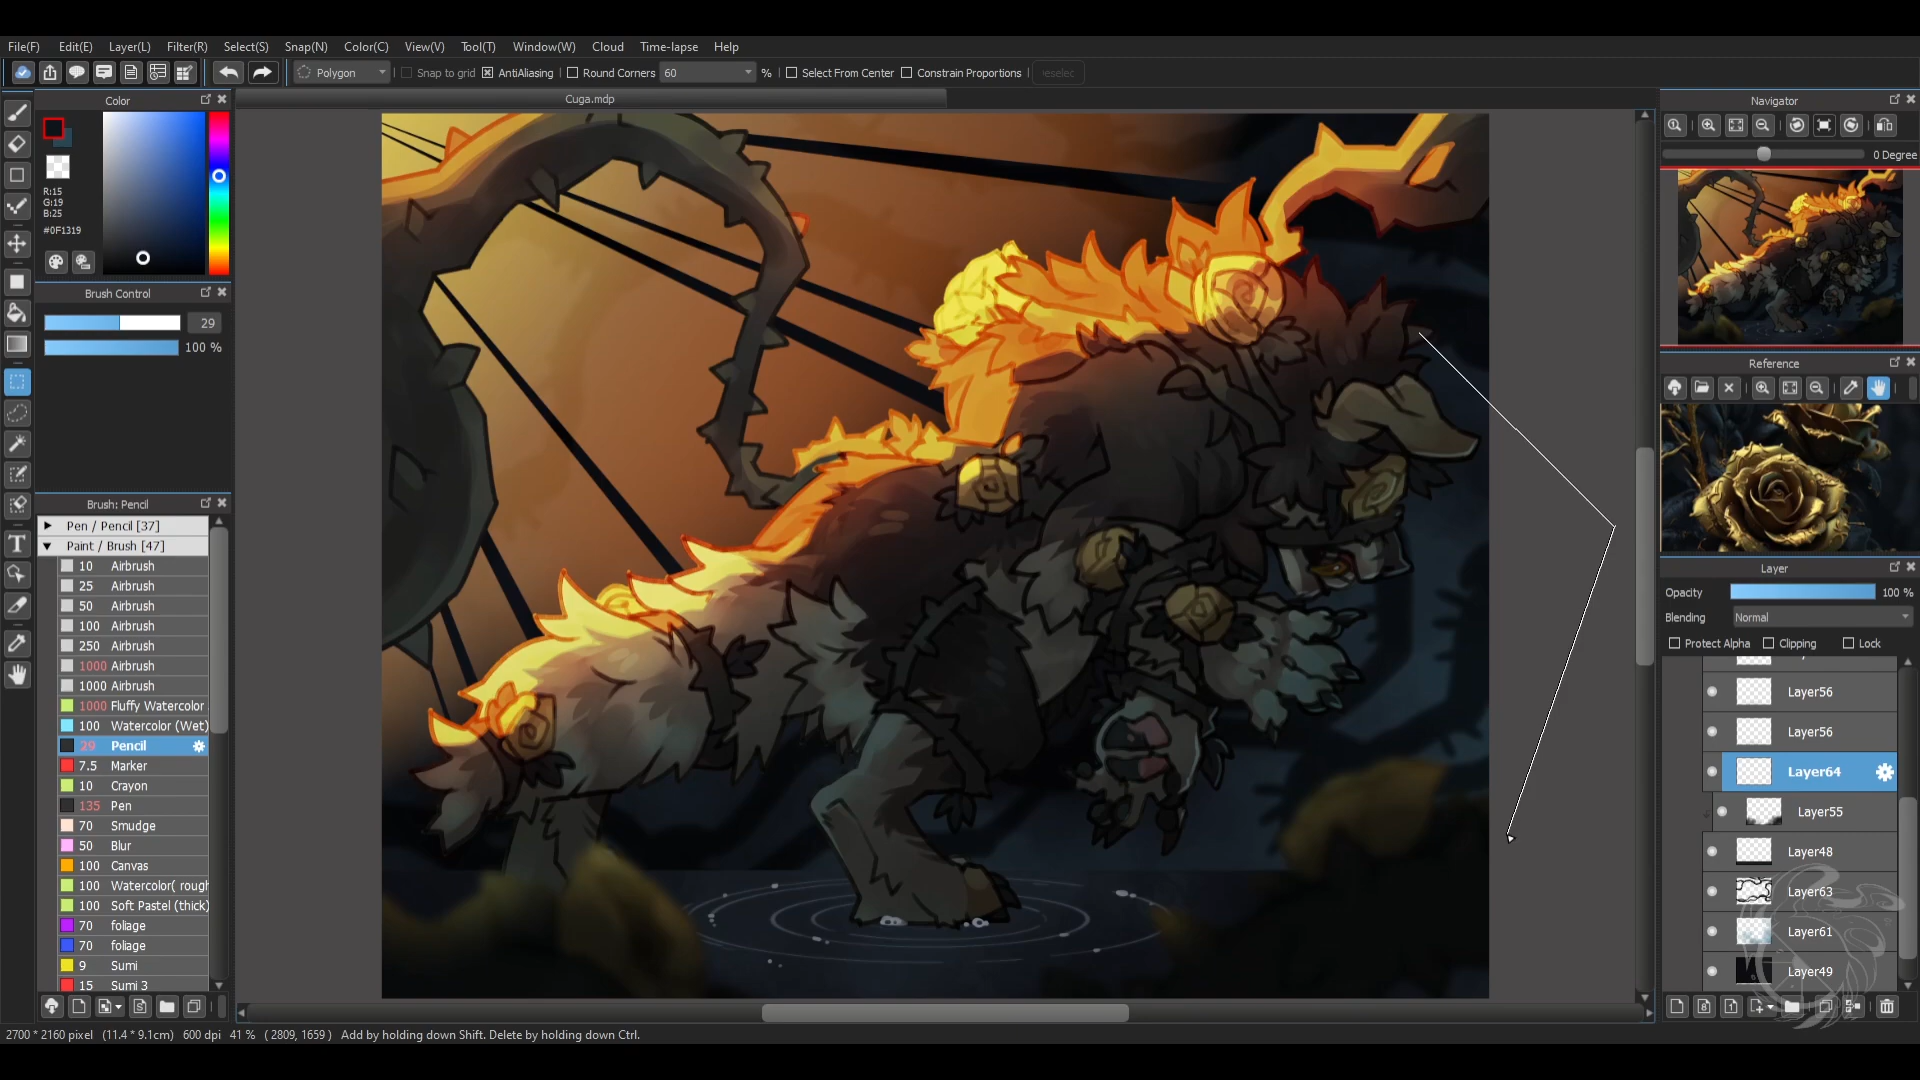 File(F) Edit(E) Layer(L) Filter(R) Select(S) Snap(N) Color(C) View(V) Tool(T) Window(W) Cloud Time-lapse Help
Polygon Snap to grid AntiAliasing Round Corners 60 % Select From Center Constrain Proportions
Cuga.mdp
Color
R:15
G:19
B:25
#0F1319
Brush Control
29
100 %
Brush: Pencil
Pen / Pencil [37]
Paint / Brush [47]
10 Airbrush
25 Airbrush
50 Airbrush
100 Airbrush
250 Airbrush
1000 Airbrush
1000 Airbrush
1000 Fluffy Watercolor
100 Watercolor (Wet)
29 Pencil
7.5 Marker
10 Crayon
135 Pen
70 Smudge
50 Blur
100 Canvas
100 Watercolor( rough
100 Soft Pastel (thick)
70 foliage
70 foliage
9 Sumi
15 Sumi 3
Navigator
0 Degree
Reference
Layer
Opacity 100 %
Blending Normal
Protect Alpha Clipping Lock
Layer56
Layer56
Layer64
Layer55
Layer48
Layer63
Layer61
Layer49
2700 * 2160 pixel (11.4 * 9.1cm) 600 dpi 41 % ( 2809, 1659 ) Add by holding down Shift. Delete by holding down Ctrl.